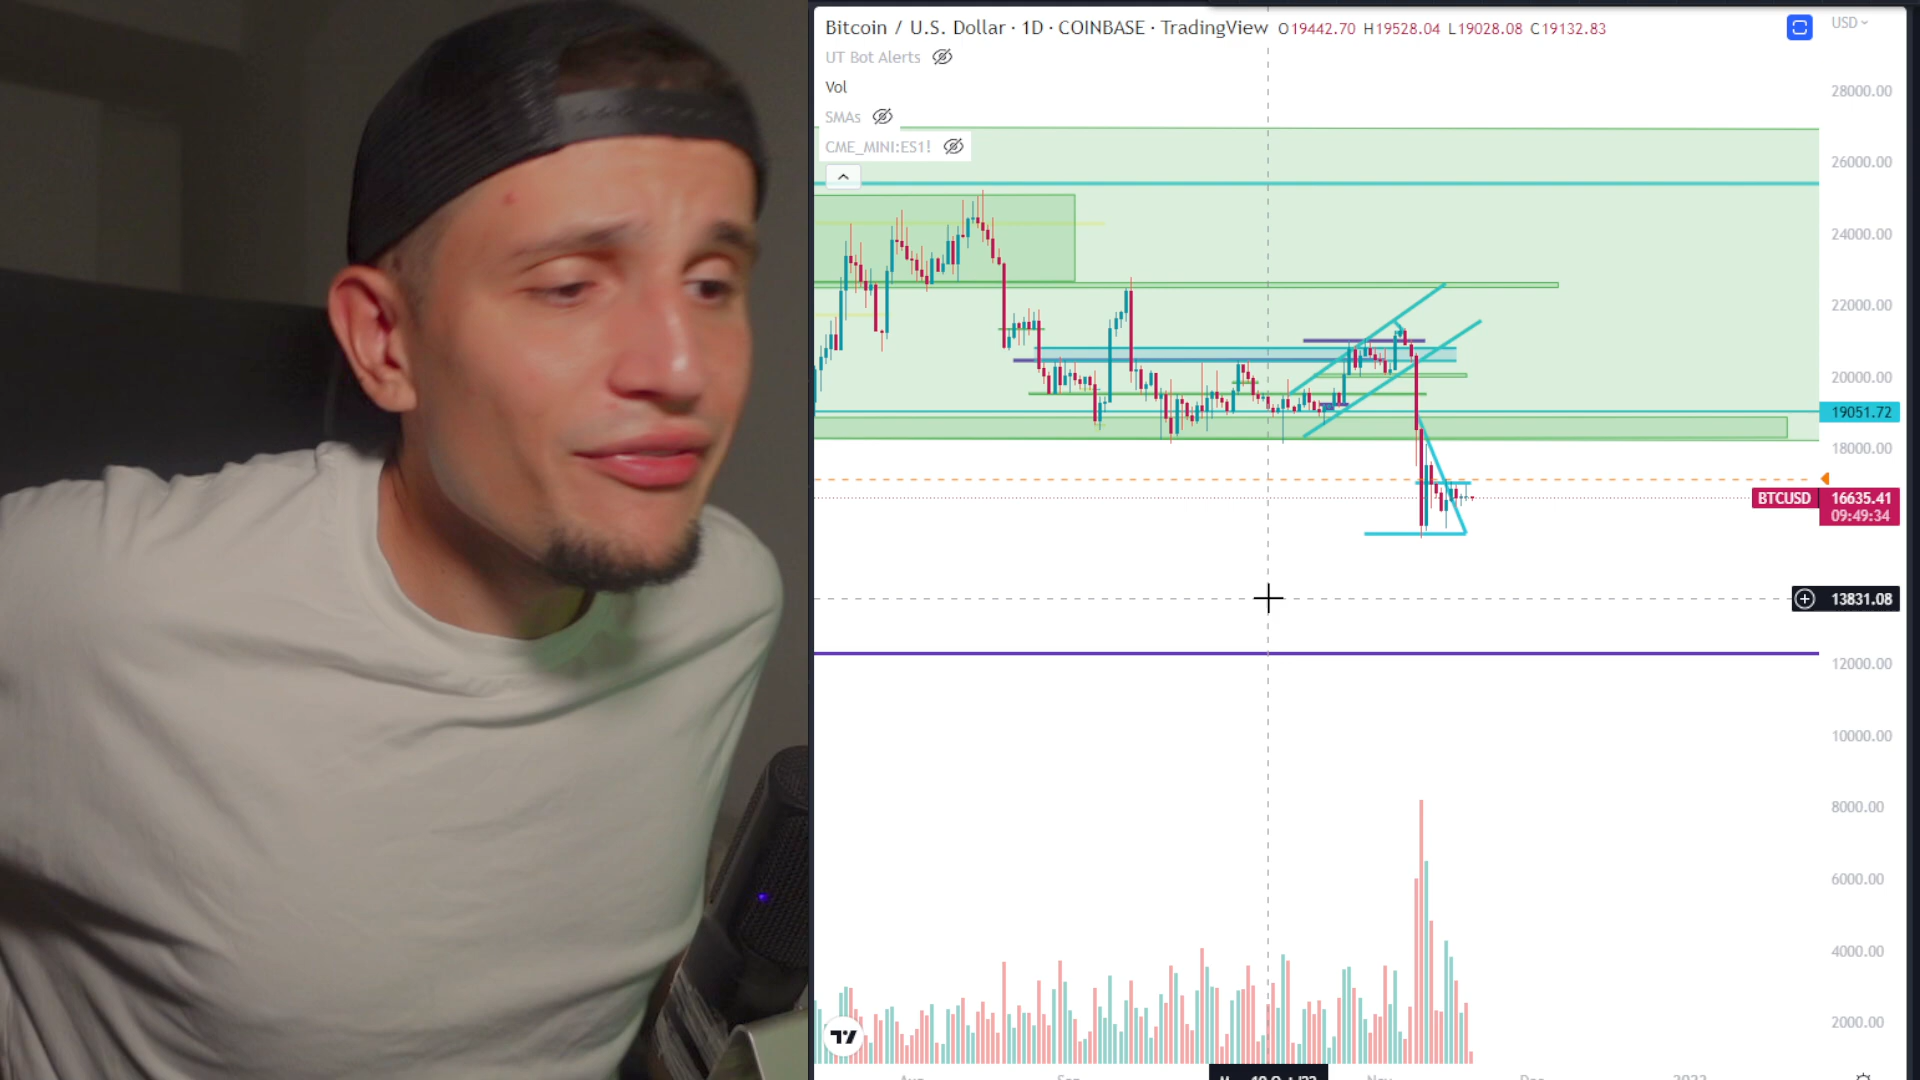 Bitcoin / U.S. Dollar · 1D · COINBASE · TradingView O19442.70 H19528.04 L19028.08 C19132.83
USD
UT Bot Alerts
Vol
SMAs
CME_MINI:ES1!
28000.00
26000.00
24000.00
22000.00
20000.00
19051.72
18000.00
BTCUSD 16635.41
09:49:34
13831.08
12000.00
10000.00
8000.00
6000.00
4000.00
2000.00